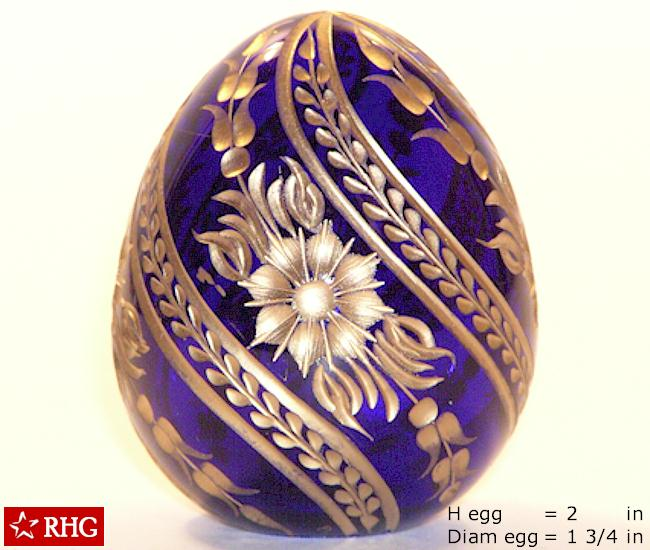 RHG
H egg = 2 in
Diam egg = 1 3/4 in